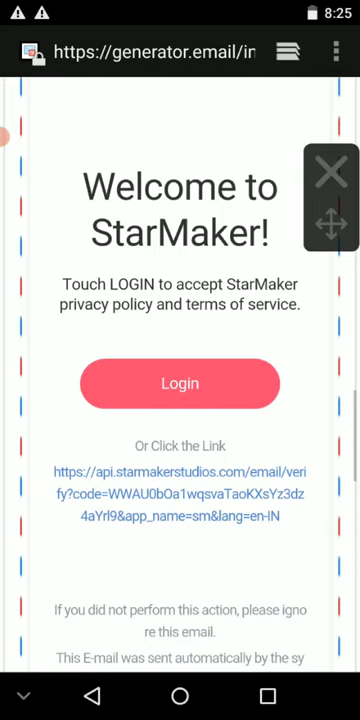 8:25
https://generator.email/in
Welcome to
StarMaker!
Touch LOGIN to accept StarMaker
privacy policy and terms of service.
Login
Or Click the Link
https://api.starmakerstudios.com/email/veri
fy?code=WWAU0bOa1wqsvaTaoKXsYz3dz
4aYrl9&app_name=sm&lang=en-IN
If you did not perform this action, please igno
re this email.
This E-mail was sent automatically by the sy